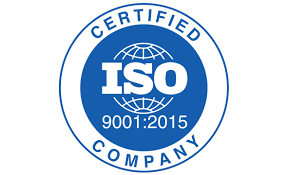 CERTIFIED
ISO
9001:2015
COMPANY